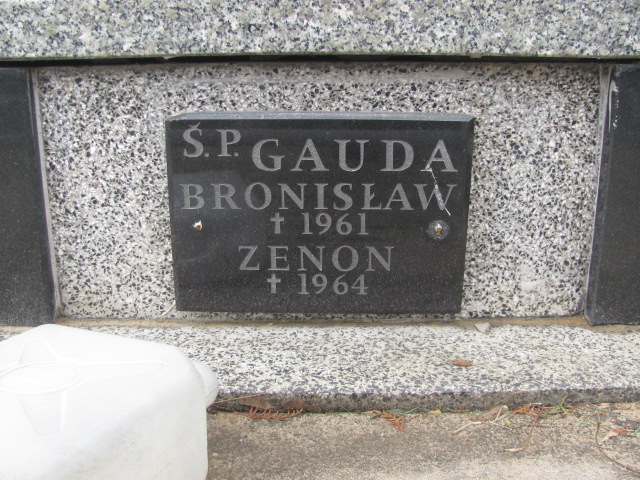 Ś.P. GAUDA
BRONISŁAW
✝ 1961
ZENON
✝ 1964